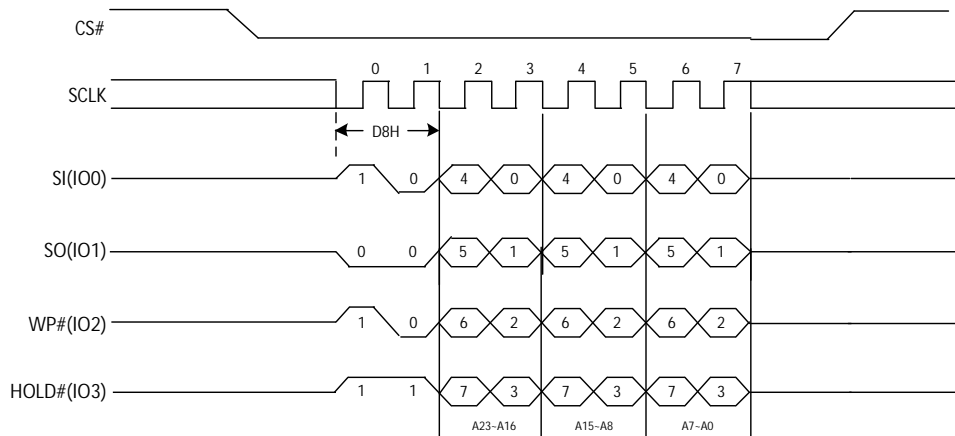 CS#
0 1 2 3 4 5 6 7
SCLK
D8H
SI(IO0) 1 0 4 0 4 0 4 0
SO(IO1) 0 0 5 1 5 1 5 1
WP#(IO2) 1 0 6 2 6 2 6 2
HOLD#(IO3) 1 1 7 3 7 3 7 3
A23~A16 A15~A8 A7~A0